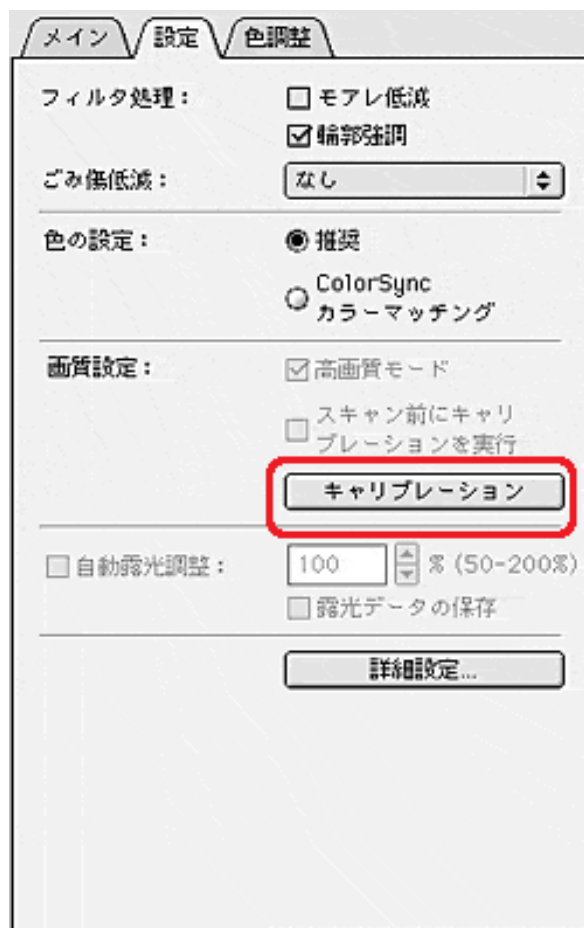 メイン 設定 色調整
フィルタ処理： モアレ低減
輪郭強調
ごみ傷低減： なし
色の設定： 推奨
ColorSync
カラーマッチング
画質設定： 高画質モード
スキャン前にキャリ
ブレーションを実行
キャリブレーション
自動露光調整： 100 % (50-200%)
露光データの保存
詳細設定...